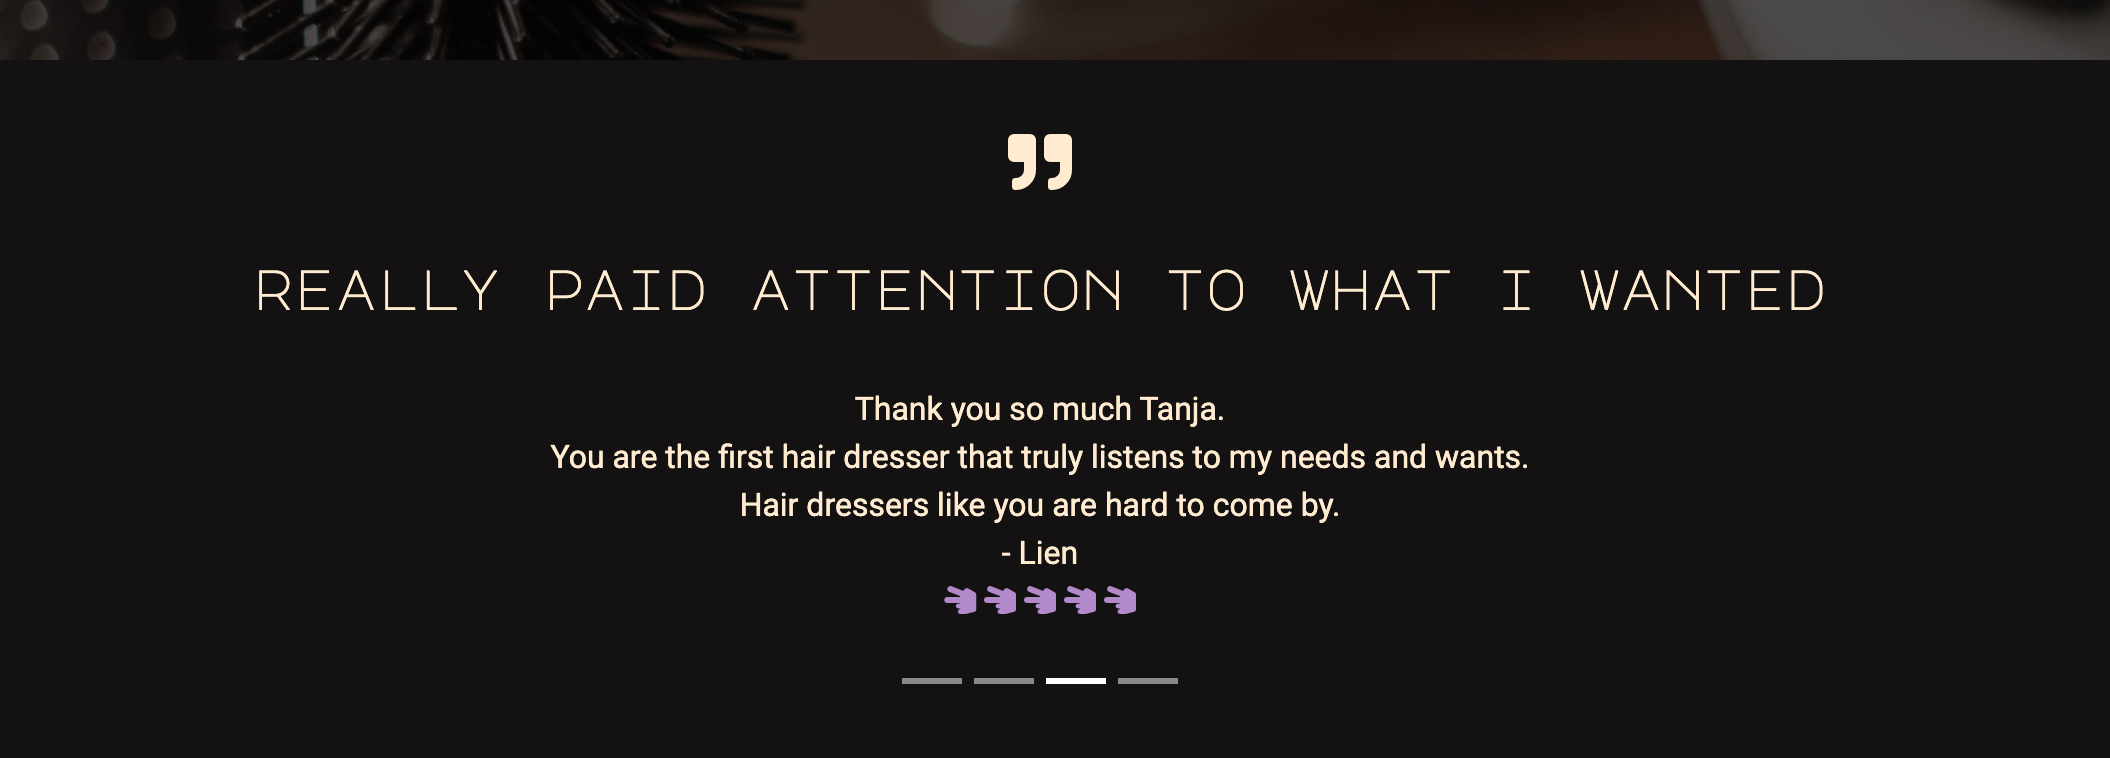 ”
REALLY PAID ATTENTION TO WHAT I WANTED
Thank you so much Tanja.
You are the first hair dresser that truly listens to my needs and wants.
Hair dressers like you are hard to come by.
- Lien